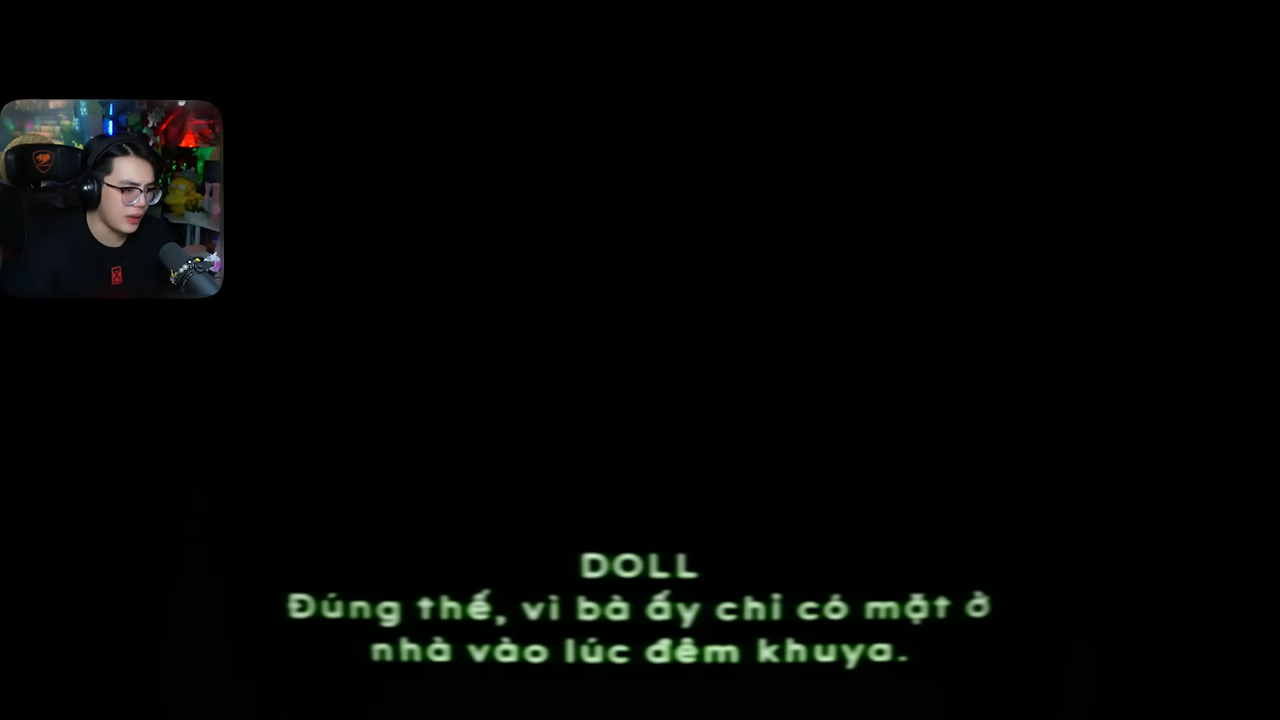 DOLL
Đúng thế, vì bà ấy chỉ có mặt ở
nhà vào lúc đêm khuya.